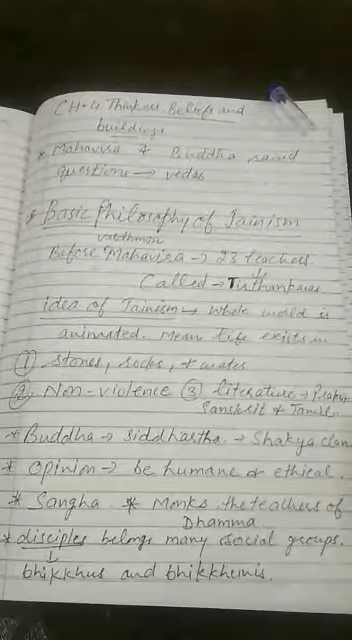 CH-4 Thinkers Beliefs and
buildings
* Mahavira & Buddha raised
questions → vedas
* Basic Philosophy of Jainism
vardhman
Before Mahavira → 23 teachers
Called → Tirthankaras
idea of Jainism → Whole world is
animated. Mean life exists in
① stones, rocks, + water
② Non-violence ③ literature → Prakrit
Sanskrit & Tamil.
* Buddha → siddhartha → Shakya clan
* Opinion → be humane & ethical.
* Sangha * Monks the teachers of
Dhamma
* disciples belongs many social groups.
↓
bhikkhus and bhikkhunis.